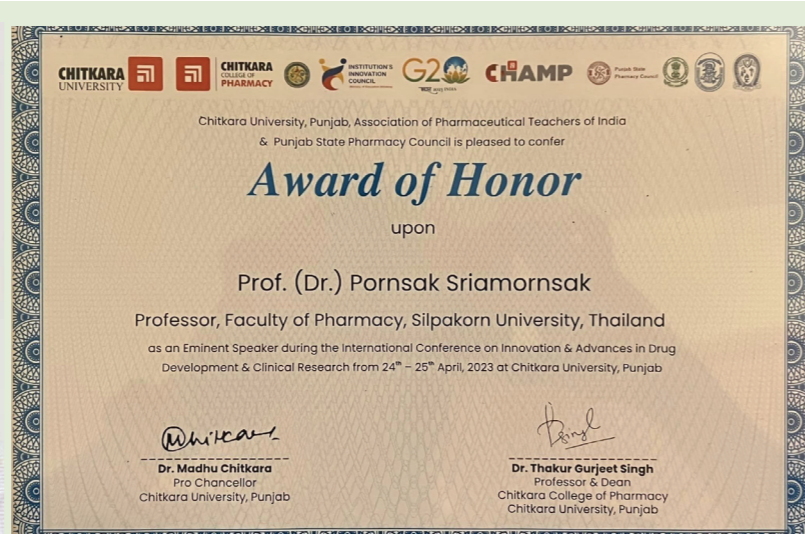 CHITKARA
UNIVERSITY
CHITKARA
COLLEGE OF
PHARMACY
INSTITUTION'S
INNOVATION
COUNCIL
G20
CHAMP
Punjab State
Pharmacy Council
Chitkara University, Punjab, Association of Pharmaceutical Teachers of India
& Punjab State Pharmacy Council is pleased to confer
Award of Honor
upon
Prof. (Dr.) Pornsak Sriamornsak
Professor, Faculty of Pharmacy, Silpakorn University, Thailand
as an Eminent Speaker during the International Conference on Innovation & Advances in Drug
Development & Clinical Research from 24th – 25th April, 2023 at Chitkara University, Punjab
Dr. Madhu Chitkara
Pro Chancellor
Chitkara University, Punjab
Dr. Thakur Gurjeet Singh
Professor & Dean
Chitkara College of Pharmacy
Chitkara University, Punjab